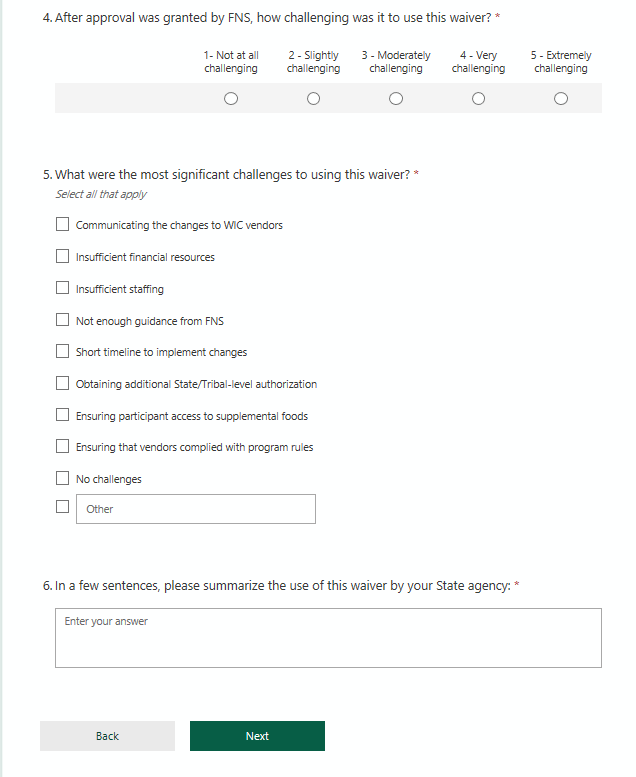 4. After approval was granted by FNS, how challenging was it to use this waiver? *
1- Not at all challenging
2 - Slightly challenging
3 - Moderately challenging
4 - Very challenging
5 - Extremely challenging
5. What were the most significant challenges to using this waiver? *
Select all that apply
Communicating the changes to WIC vendors
Insufficient financial resources
Insufficient staffing
Not enough guidance from FNS
Short timeline to implement changes
Obtaining additional State/Tribal-level authorization
Ensuring participant access to supplemental foods
Ensuring that vendors complied with program rules
No challenges
Other
6. In a few sentences, please summarize the use of this waiver by your State agency: *
Enter your answer
Back
Next